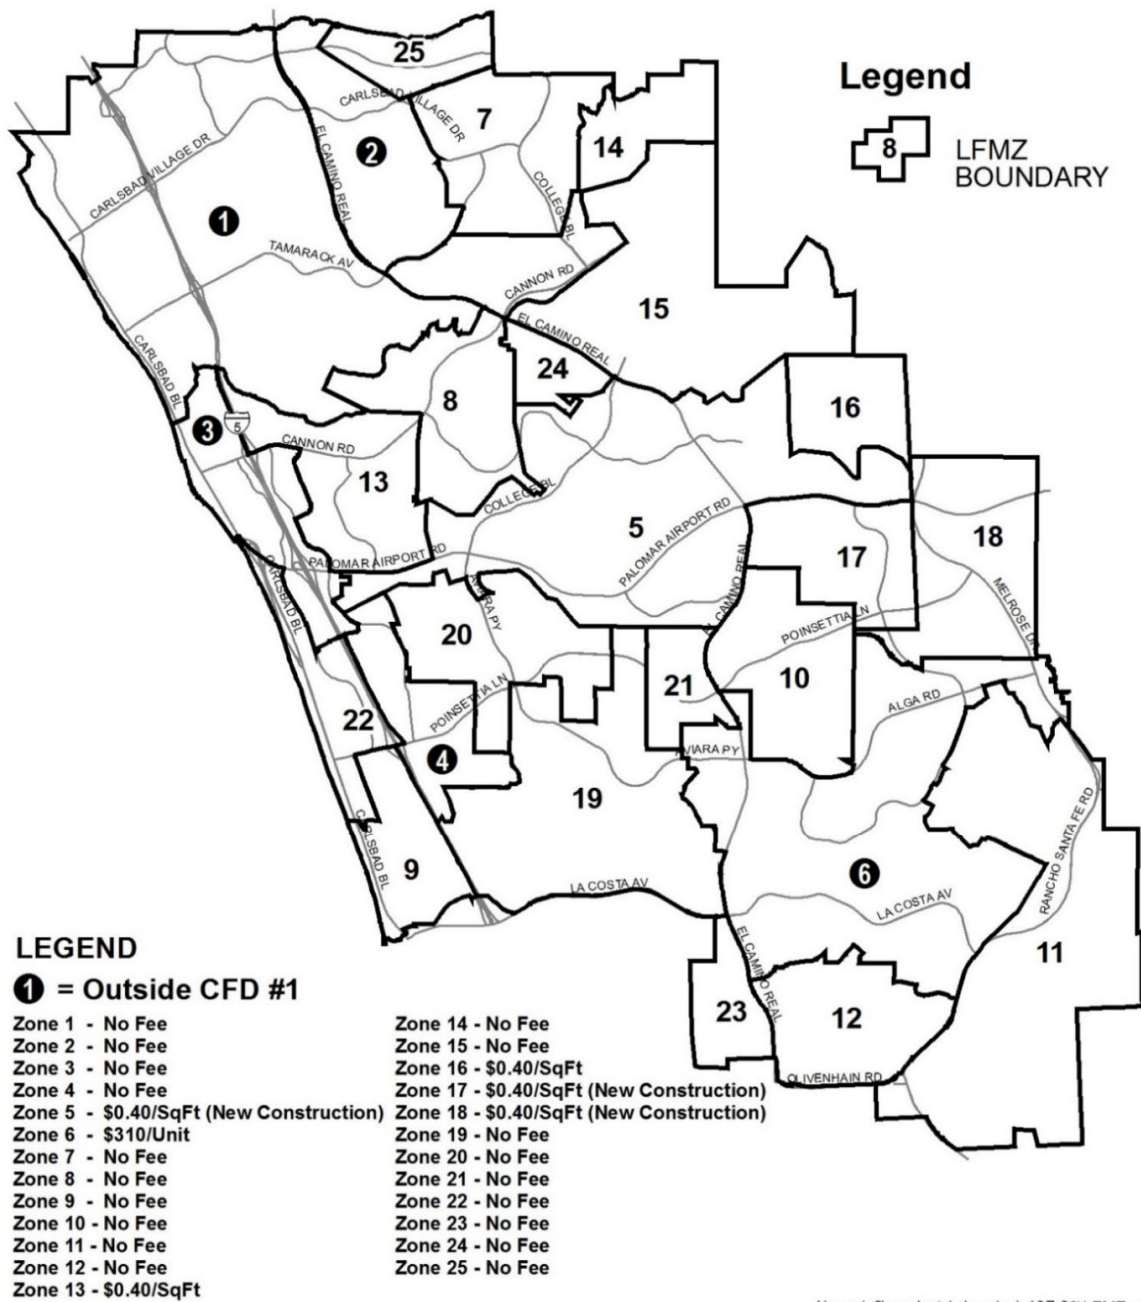 25
CARLSBAD VILLAGE DR
7
14
2
EL CAMINO REAL
CARLSBAD VILLAGE DR
1
COLLEGE BL
TAMARACK AV
CANNON RD
15
EL CAMINO REAL
24
CARLSBAD BL
8
16
3
5
CANNON RD
13
COLLEGE BL
5
PALOMAR AIRPORT RD
18
17
PALOMAR AIRPORT RD
CARLSBAD BL
EL CAMINO REAL
MELROSE DR
AVIARA PY
20
POINSETTIA LN
10
21
POINSETTIA LN
ALGA RD
22
4
AVIARA PY
19
CARLSBAD BL
9
6
RANCHO SANTA FE RD
LA COSTA AV
LA COSTA AV
11
EL CAMINO REAL
23
12
OLIVENHAIN RD
Legend
8
LFMZ
BOUNDARY
LEGEND
1 = Outside CFD #1
Zone 1 - No Fee
Zone 2 - No Fee
Zone 3 - No Fee
Zone 4 - No Fee
Zone 5 - $0.40/SqFt (New Construction)
Zone 6 - $310/Unit
Zone 7 - No Fee
Zone 8 - No Fee
Zone 9 - No Fee
Zone 10 - No Fee
Zone 11 - No Fee
Zone 12 - No Fee
Zone 13 - $0.40/SqFt
Zone 14 - No Fee
Zone 15 - No Fee
Zone 16 - $0.40/SqFt
Zone 17 - $0.40/SqFt (New Construction)
Zone 18 - $0.40/SqFt (New Construction)
Zone 19 - No Fee
Zone 20 - No Fee
Zone 21 - No Fee
Zone 22 - No Fee
Zone 23 - No Fee
Zone 24 - No Fee
Zone 25 - No Fee